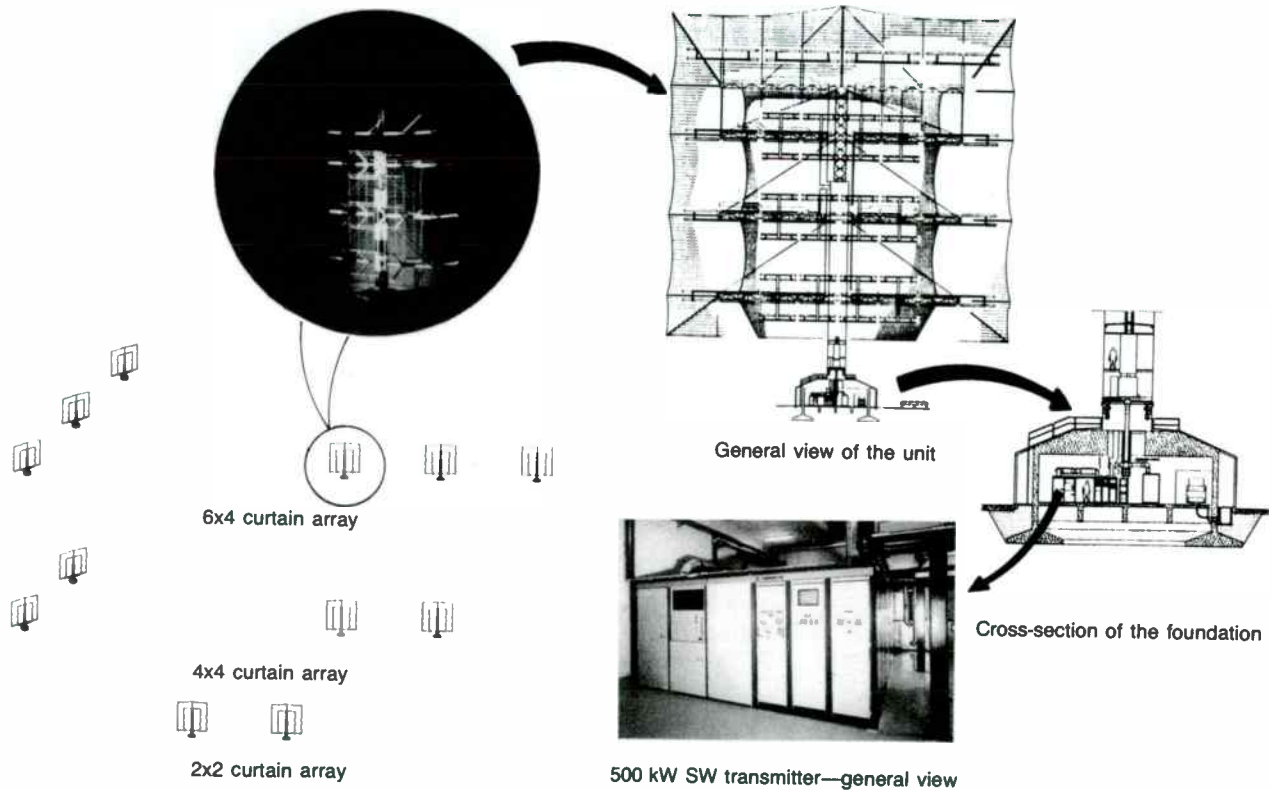 General view of the unit
6x4 curtain array
Cross-section of the foundation
4x4 curtain array
2x2 curtain array
500 kW SW transmitter—general view